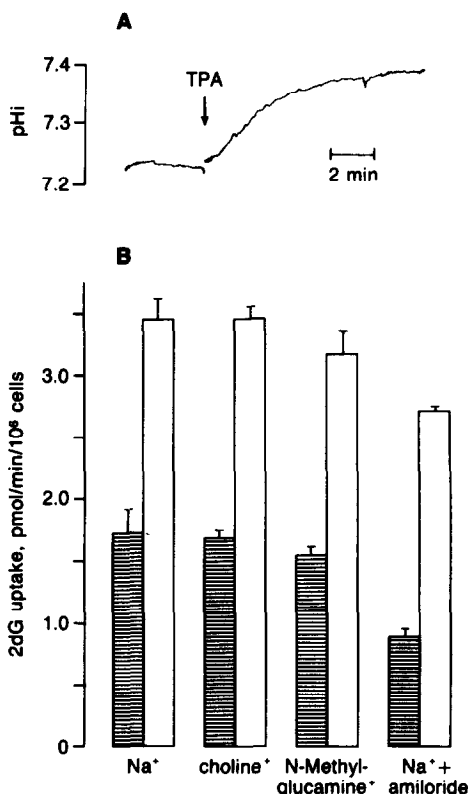 A
7.4
TPA
pHi
7.3
2 min
7.2
B
2dG uptake, pmol/min/10⁶ cells
3.0
2.0
1.0
0
Na⁺
choline⁺
N-Methyl-
glucamine⁺
Na⁺ +
amiloride